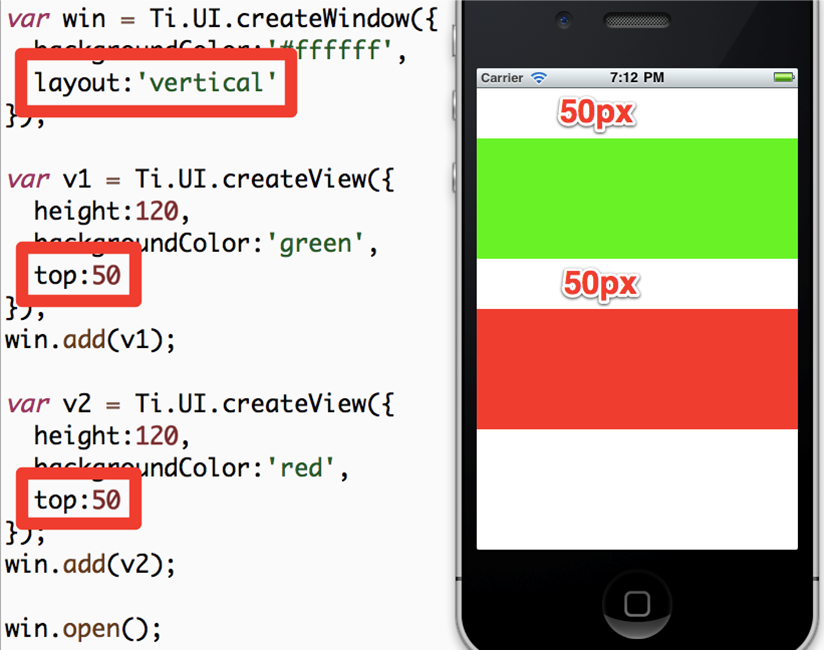 var win = Ti.UI.createWindow({
backgroundColor:'#ffffff',
layout:'vertical'
});
var v1 = Ti.UI.createView({
height:120,
backgroundColor:'green',
top:50
});
win.add(v1);
var v2 = Ti.UI.createView({
height:120,
backgroundColor:'red',
top:50
});
win.add(v2);
win.open();
Carrier 7:12 PM
50px
50px